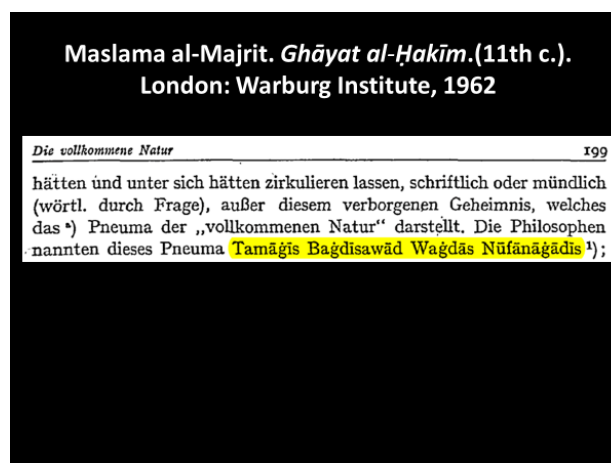 Maslama al-Majrit. Ghāyat al-Ḥakīm.(11th c.).
London: Warburg Institute, 1962
Die vollkommene Natur 199
hätten und unter sich hätten zirkulieren lassen, schriftlich oder mündlich
(wörtl. durch Frage), außer diesem verborgenen Geheimnis, welches
das ⁿ) Pneuma der „vollkommenen Natur“ darstellt. Die Philosophen
nannten dieses Pneuma Tamāġīs Baġdīsawād Waġdās Nūfānāġādīs ¹);